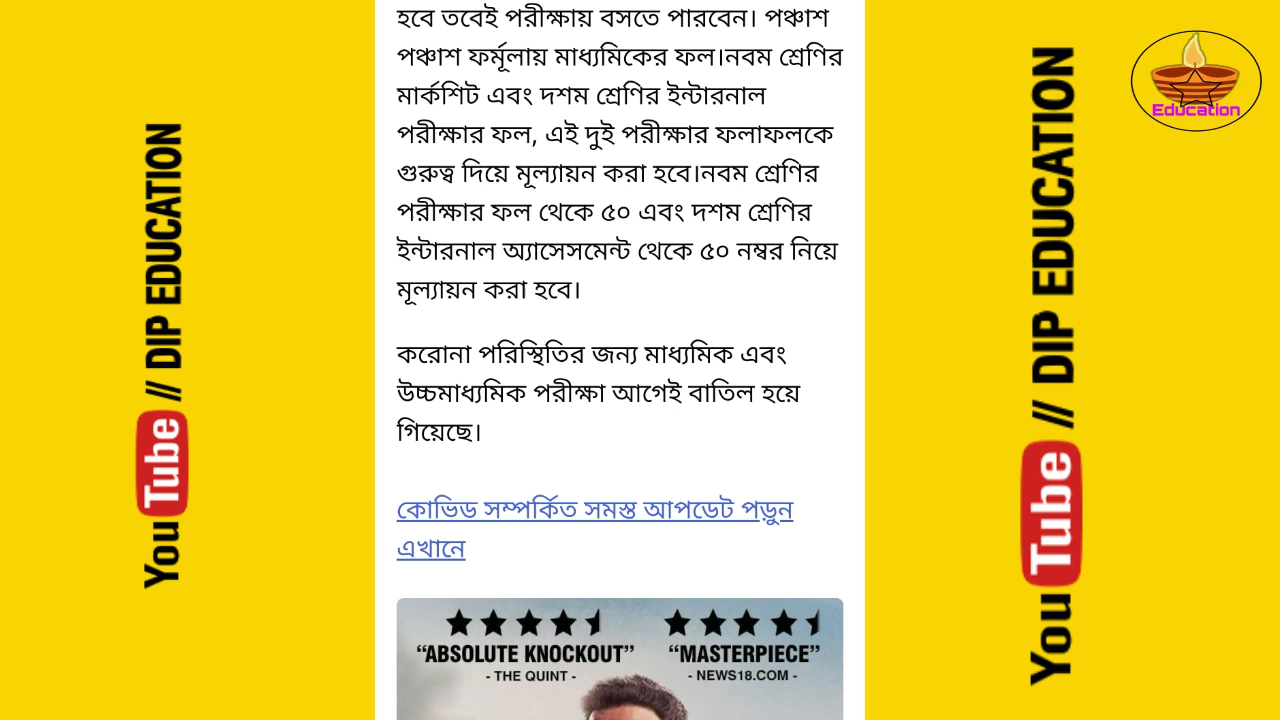 হবে তবেই পরীক্ষায় বসতে পারবেন। পঞ্চাশ
পঞ্চাশ ফর্মূলায় মাধ্যমিকের ফল।নবম শ্রেণির
মার্কশিট এবং দশম শ্রেণির ইন্টারনাল
পরীক্ষার ফল, এই দুই পরীক্ষার ফলাফলকে
গুরুত্ব দিয়ে মূল্যায়ন করা হবে।নবম শ্রেণির
পরীক্ষার ফল থেকে ৫০ এবং দশম শ্রেণির
ইন্টারনাল অ্যাসেসমেন্ট থেকে ৫০ নম্বর নিয়ে
মূল্যায়ন করা হবে।
করোনা পরিস্থিতির জন্য মাধ্যমিক এবং
উচ্চমাধ্যমিক পরীক্ষা আগেই বাতিল হয়ে
গিয়েছে।
কোভিড সম্পর্কিত সমস্ত আপডেট পড়ুন
এখানে
“ABSOLUTE KNOCKOUT”
- THE QUINT -
“MASTERPIECE”
- NEWS18.COM -
YouTube // DIP EDUCATION
YouTube // DIP EDUCATION
Education